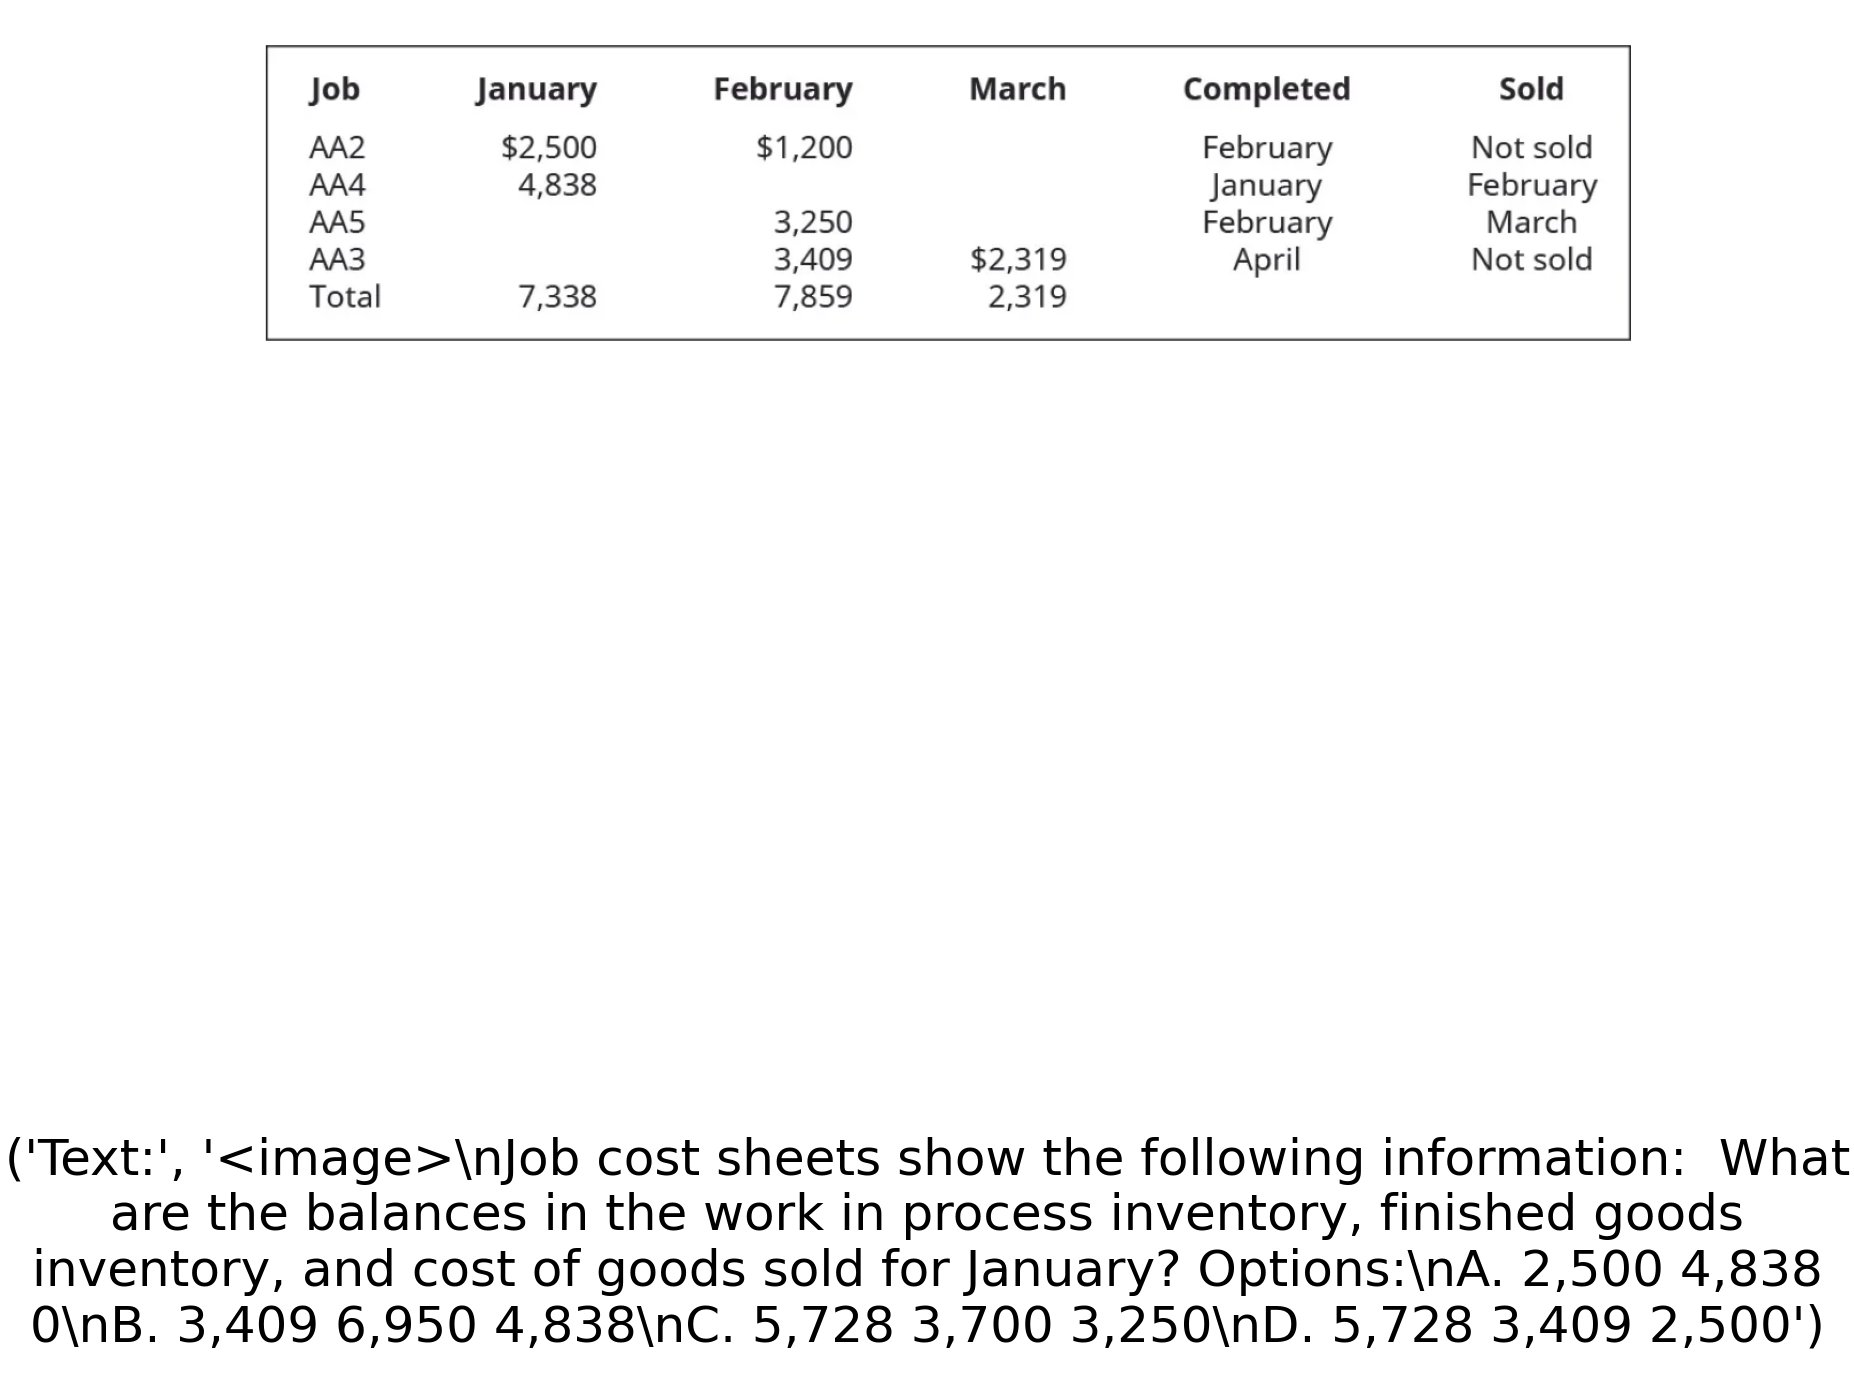 Job January February March Completed Sold
AA2 $2,500 $1,200 February Not sold
AA4 4,838 January February
AA5 3,250 February March
AA3 3,409 $2,319 April Not sold
Total 7,338 7,859 2,319
('Text:', '<image>\nJob cost sheets show the following information:  What
are the balances in the work in process inventory, finished goods
inventory, and cost of goods sold for January? Options:\nA. 2,500 4,838
0\nB. 3,409 6,950 4,838\nC. 5,728 3,700 3,250\nD. 5,728 3,409 2,500')